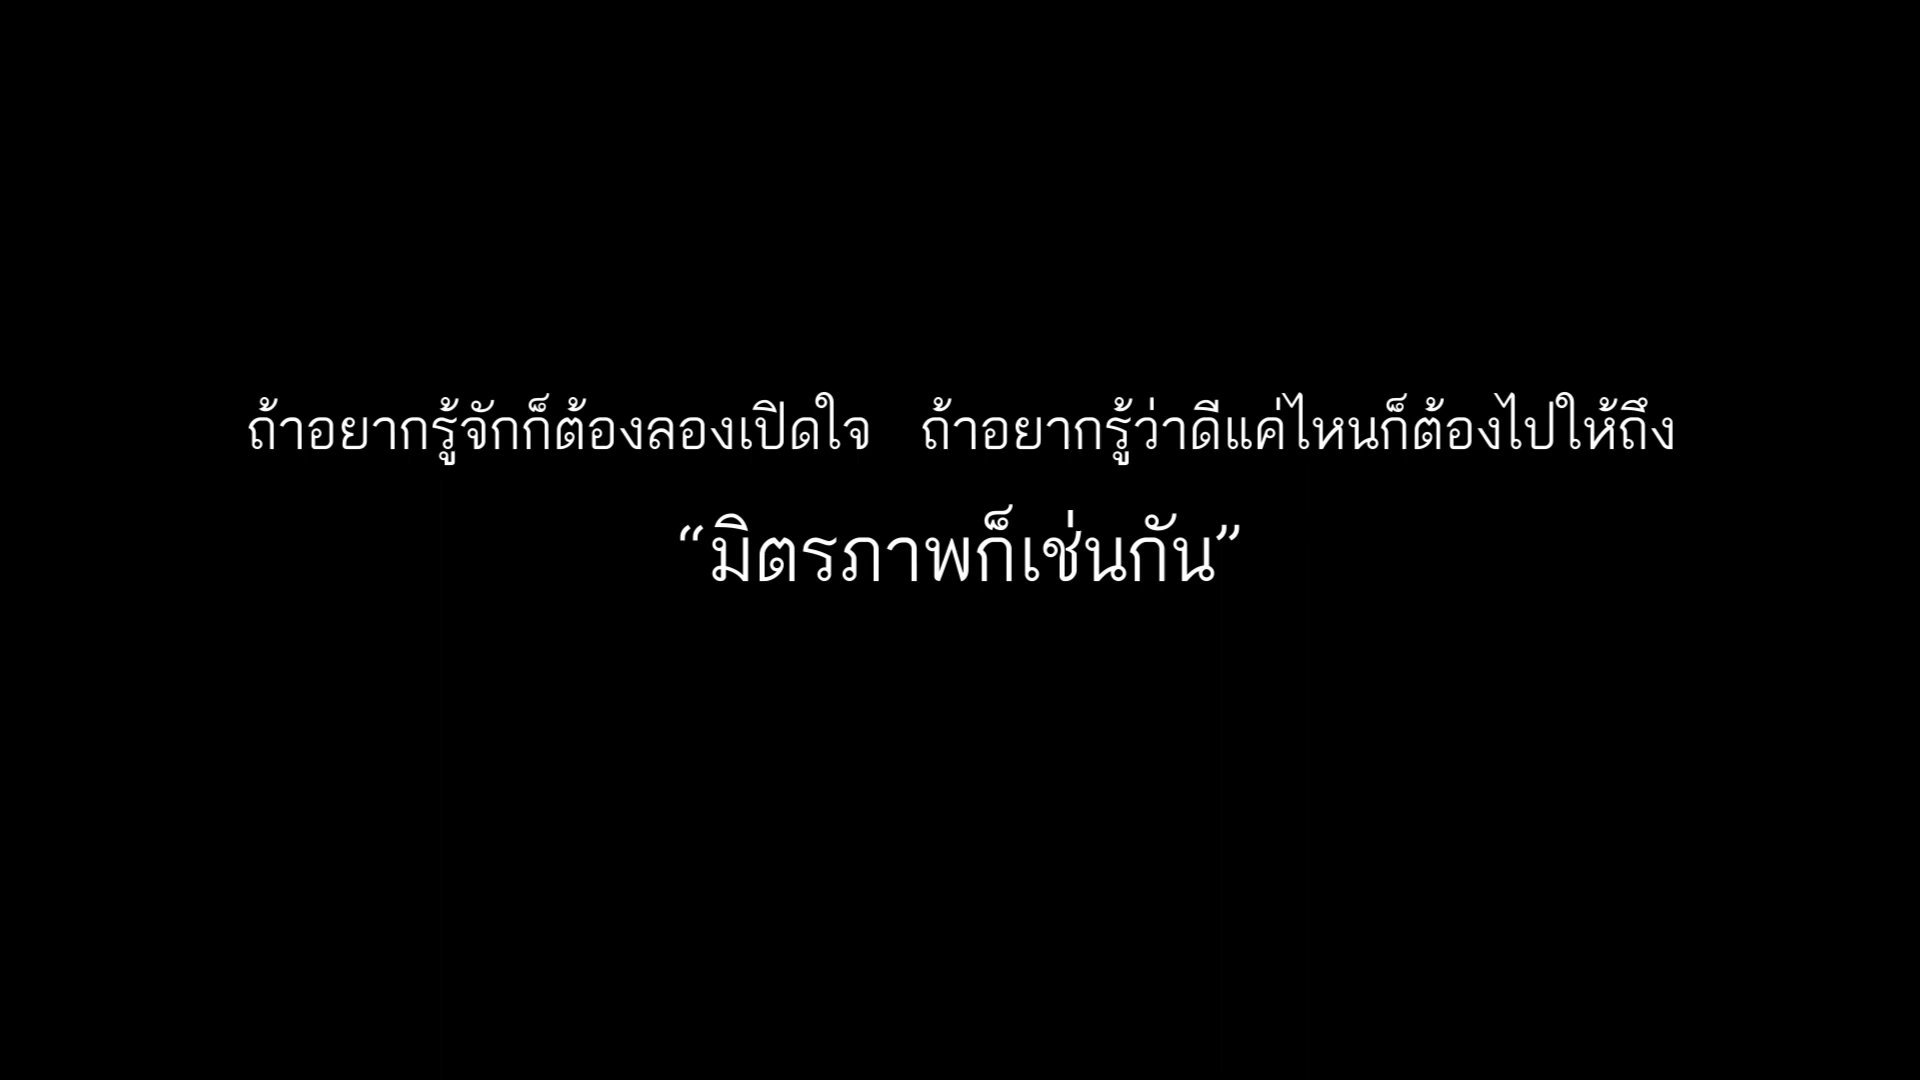 ถ้าอยากรู้จักก็ต้องลองเปิดใจ ถ้าอยากรู้ว่าดีแค่ไหนก็ต้องไปให้ถึง
“มิตรภาพก็เช่นกัน”